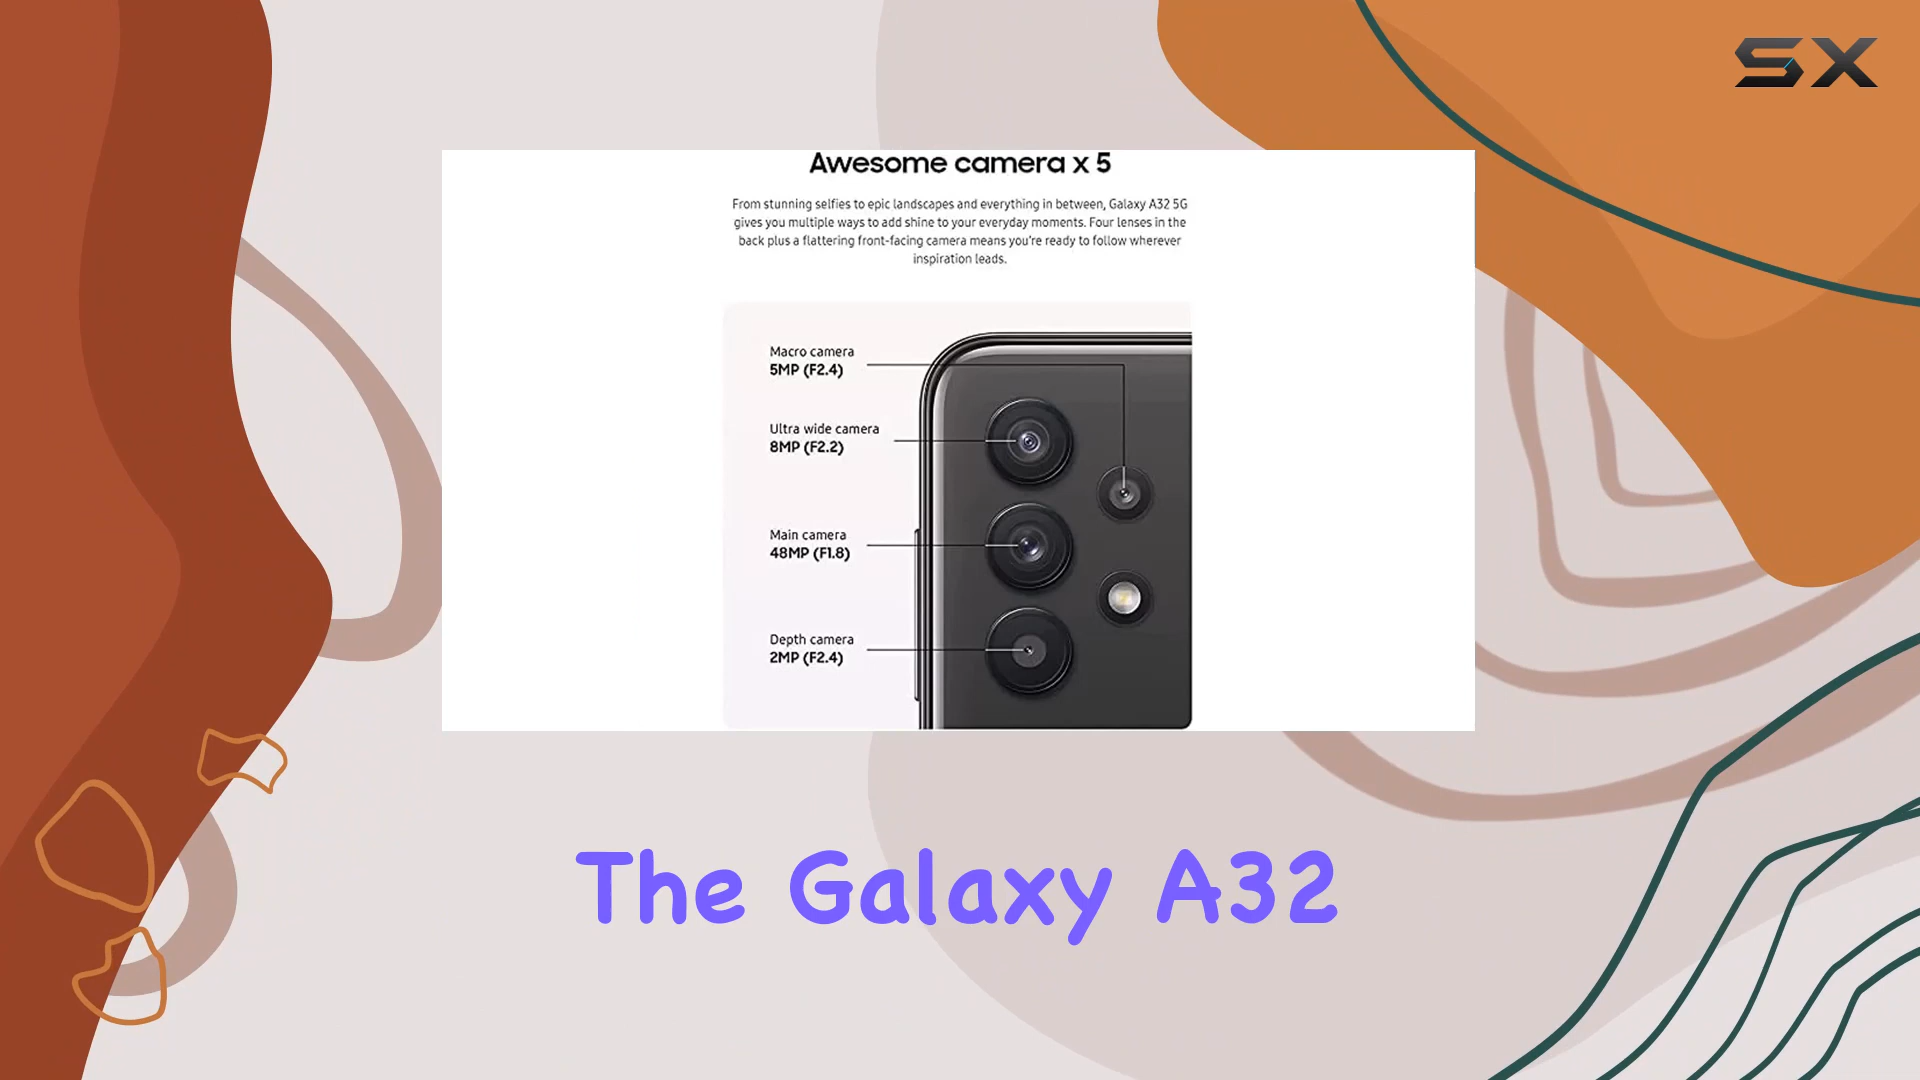 SX
Awesome camera x 5
From stunning selfies to epic landscapes and everything in between, Galaxy A32 5G
gives you multiple ways to add shine to your everyday moments. Four lenses in the
back plus a flattering front-facing camera means you're ready to follow wherever
inspiration leads.
Macro camera
5MP (F2.4)
Ultra wide camera
8MP (F2.2)
Main camera
48MP (F1.8)
Depth camera
2MP (F2.4)
The Galaxy A32